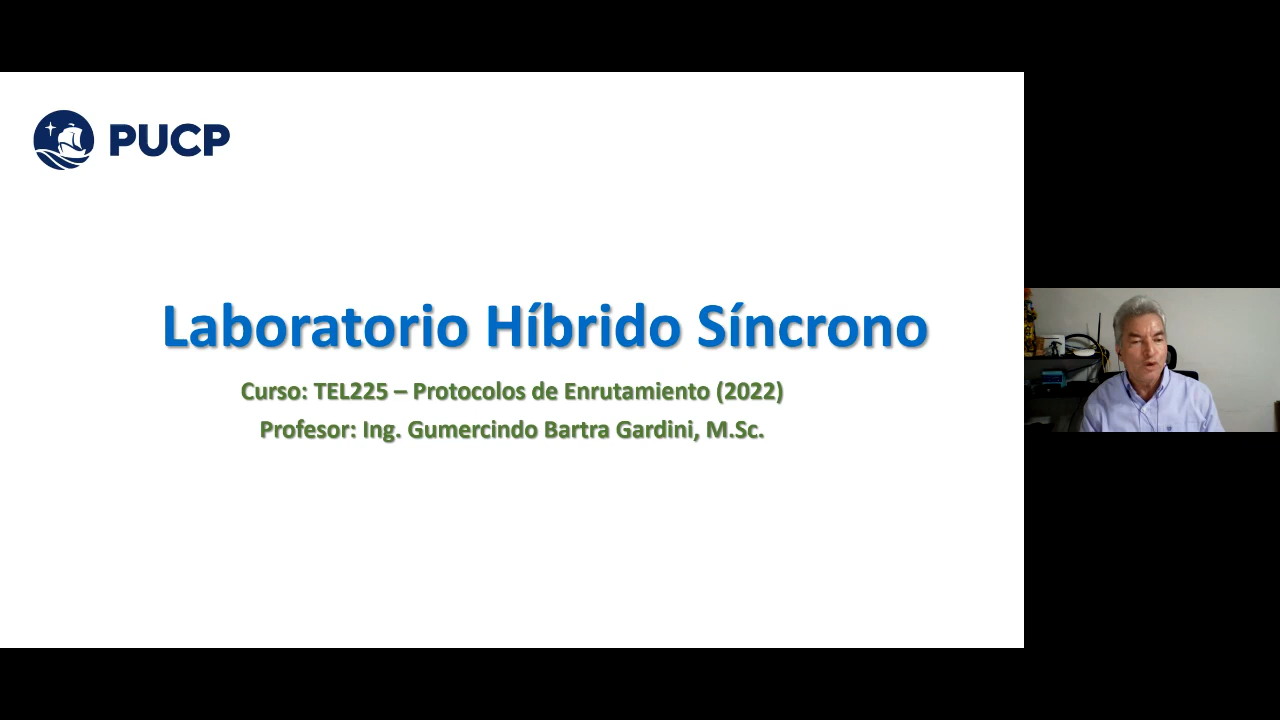 PUCP
Laboratorio Híbrido Síncrono
Curso: TEL225 – Protocolos de Enrutamiento (2022)
Profesor: Ing. Gumercindo Bartra Gardini, M.Sc.